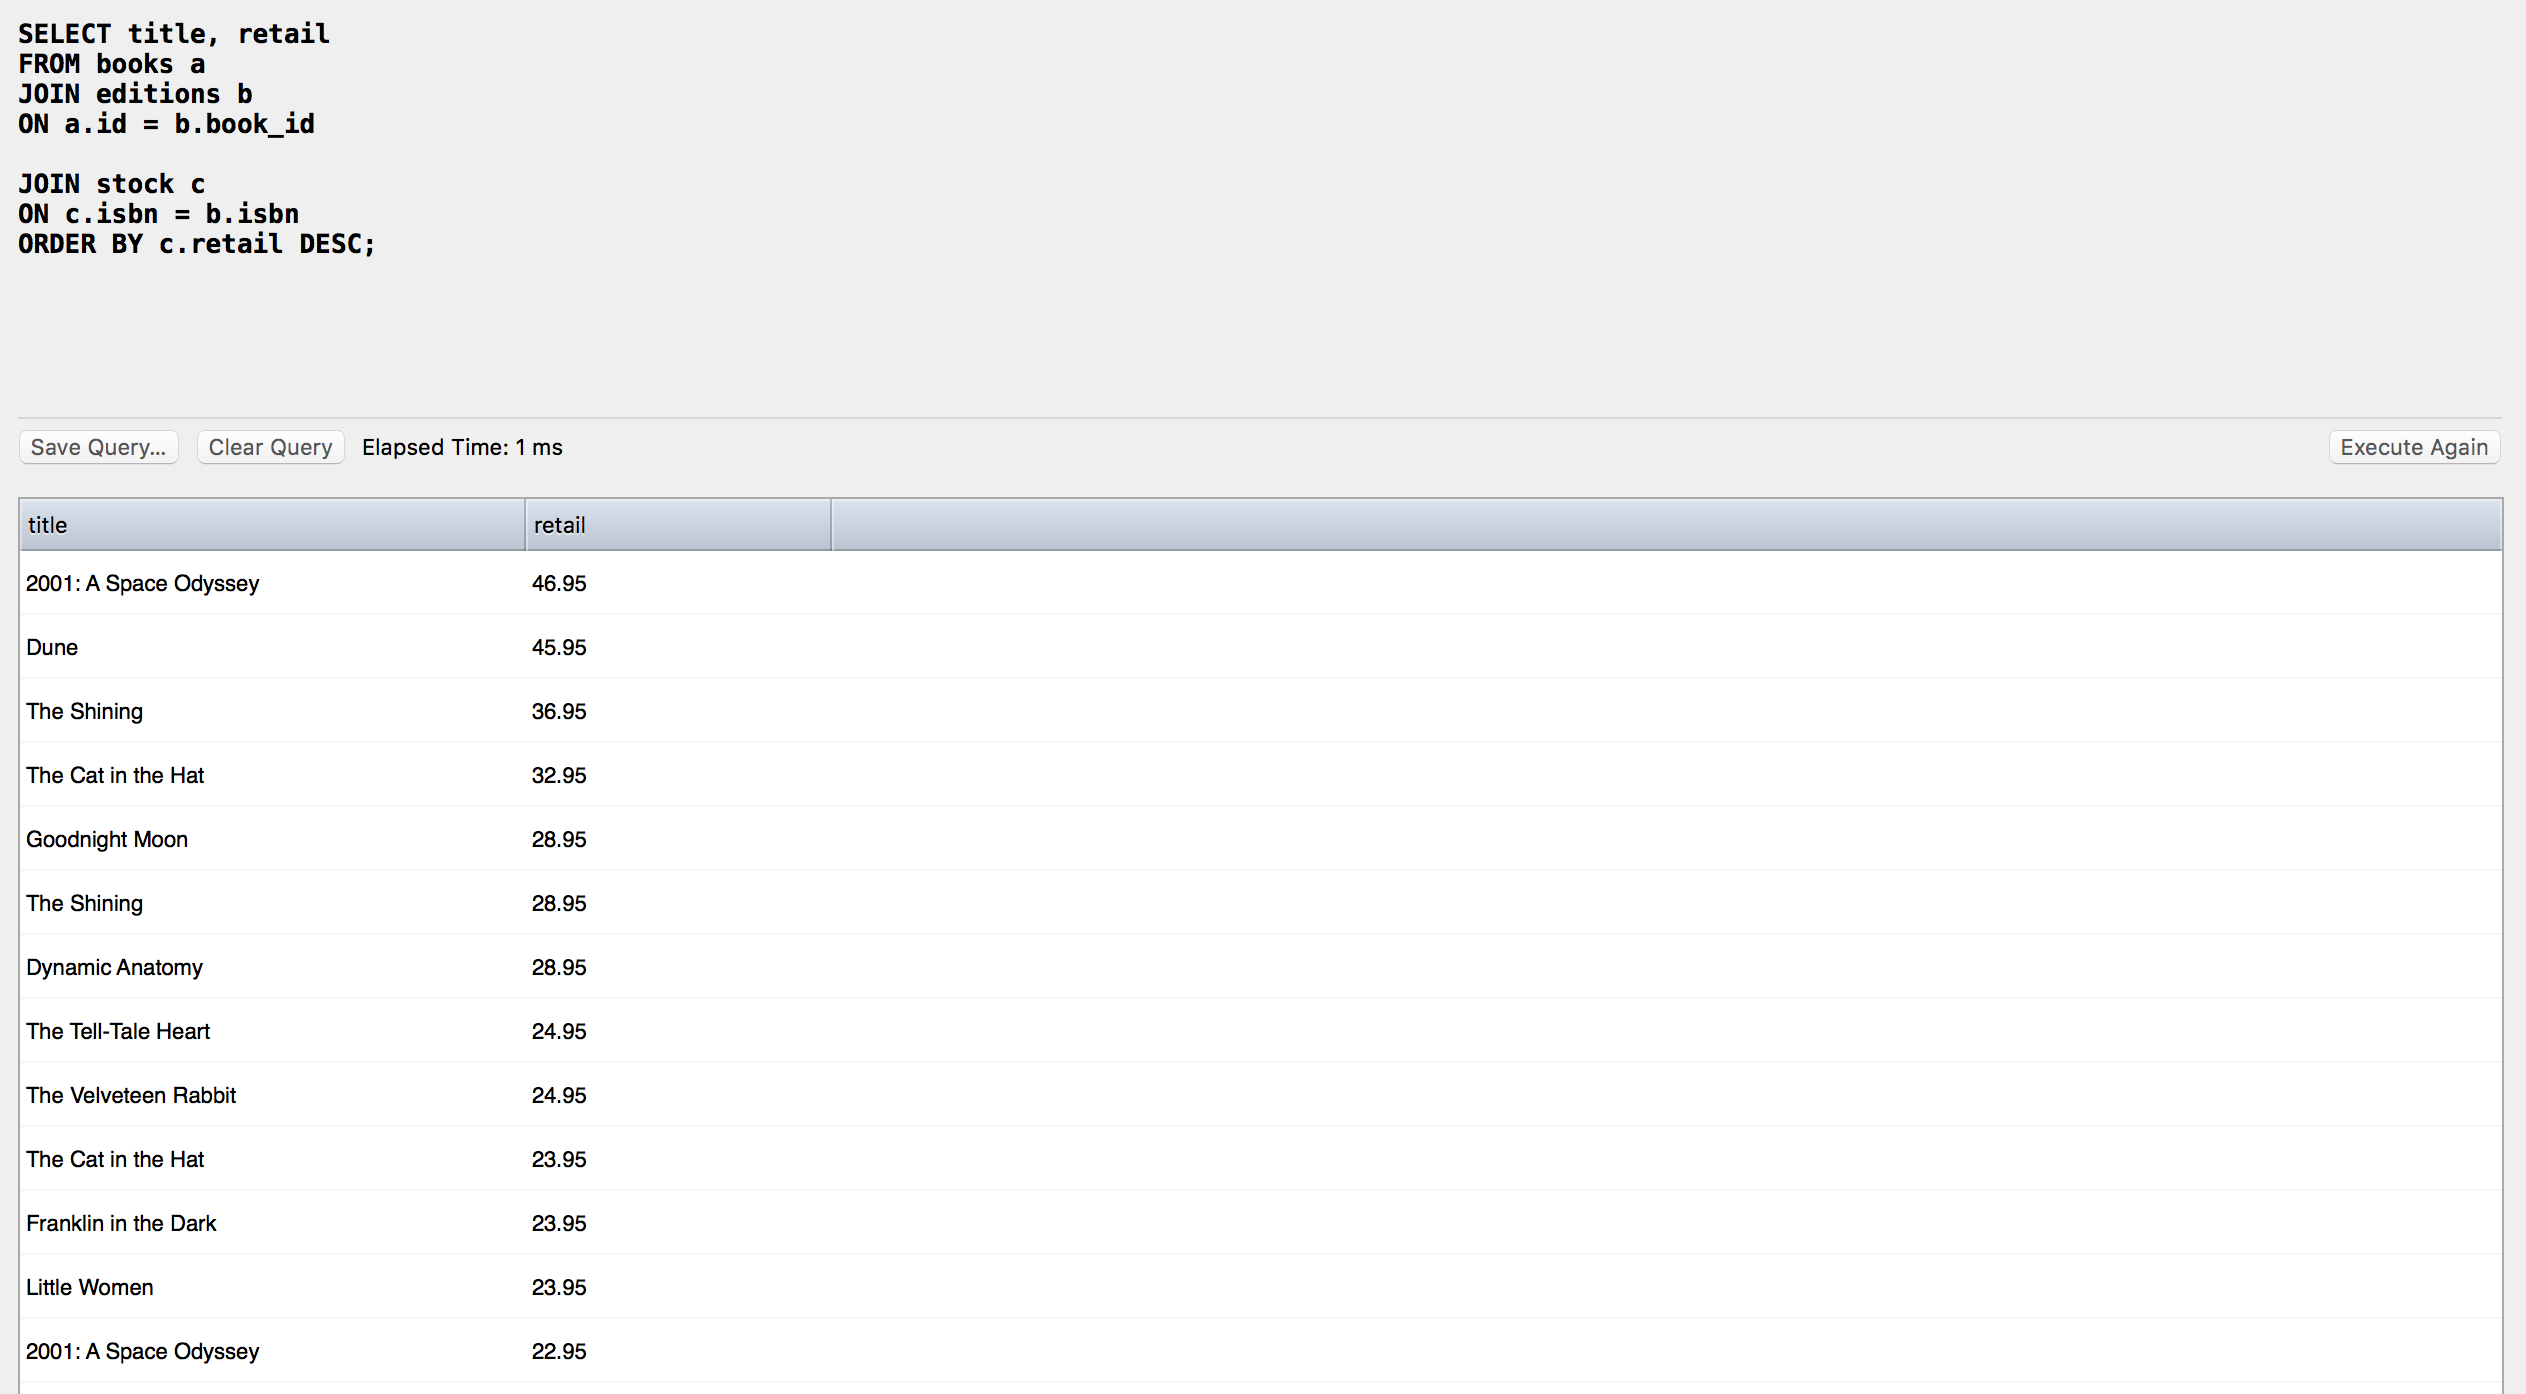 SELECT title, retail
FROM books a
JOIN editions b
ON a.id = b.book_id
JOIN stock c
ON c.isbn = b.isbn
ORDER BY c.retail DESC;
Save Query... Clear Query Elapsed Time: 1 ms Execute Again
title retail
2001: A Space Odyssey 46.95
Dune 45.95
The Shining 36.95
The Cat in the Hat 32.95
Goodnight Moon 28.95
The Shining 28.95
Dynamic Anatomy 28.95
The Tell-Tale Heart 24.95
The Velveteen Rabbit 24.95
The Cat in the Hat 23.95
Franklin in the Dark 23.95
Little Women 23.95
2001: A Space Odyssey 22.95